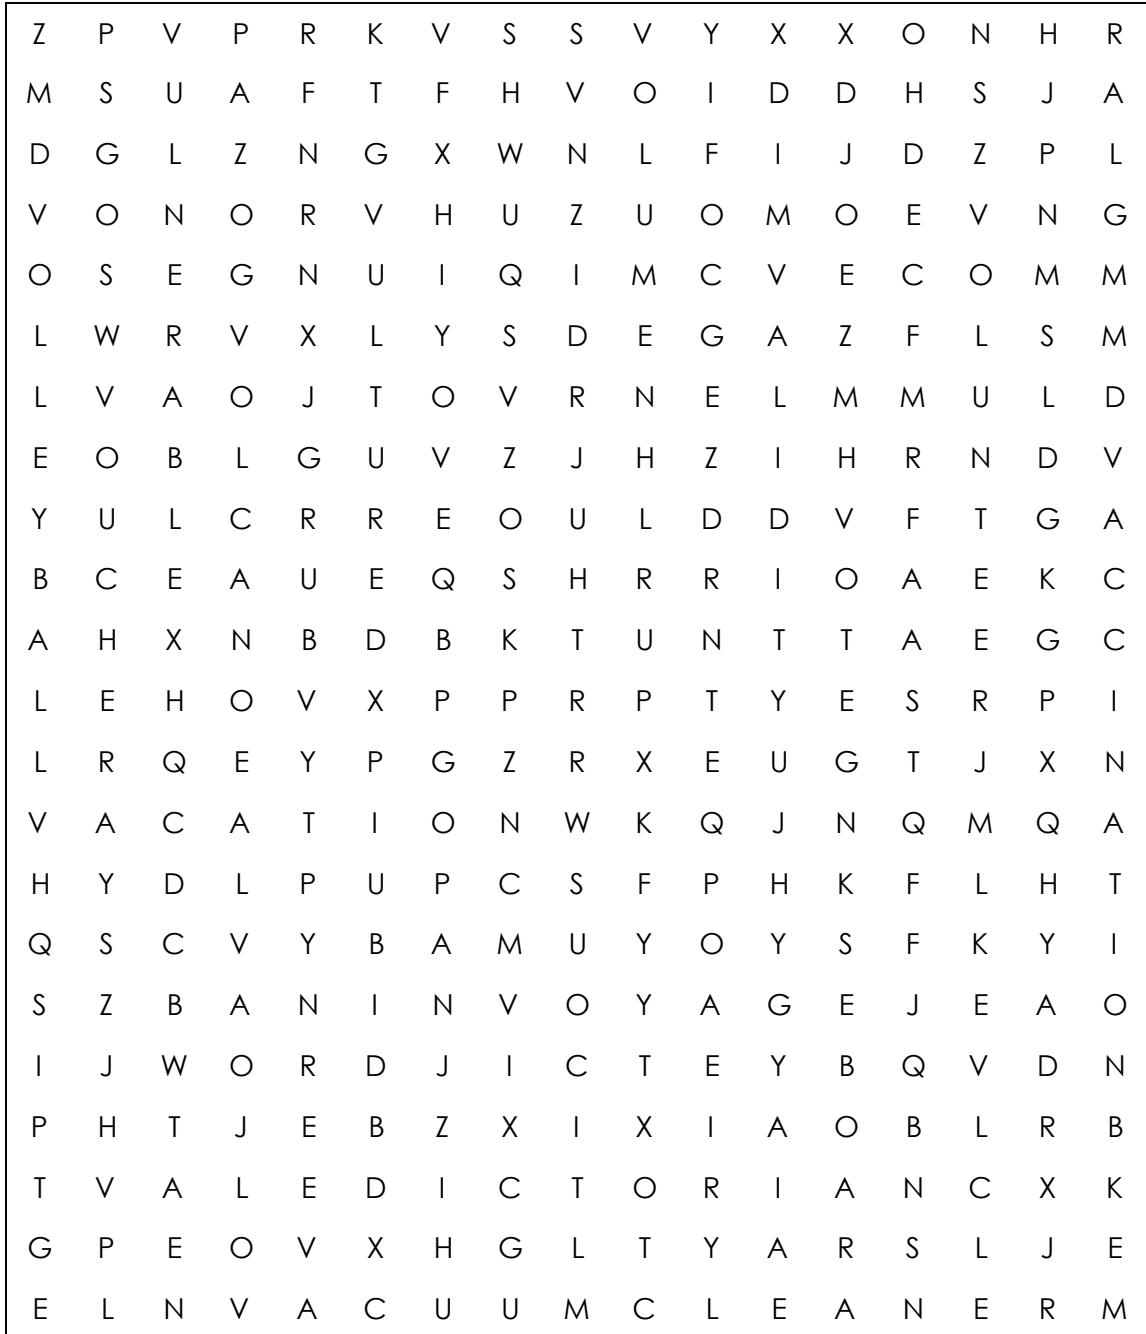 Z P V P R K V S S V Y X X O N H R
M S U A F T F H V O I D D H S J A
D G L Z N G X W N L F I J D Z P L
V O N O R V H U Z U O M O E V N G
O S E G N U I Q I M C V E C O M M
L W R V X L Y S D E G A Z F L S M
L V A O J T O V R N E L M M U L D
E O B L G U V Z J H Z I H R N D V
Y U L C R R E O U L D D V F T G A
B C E A U E Q S H R R I O A E K C
A H X N B D B K T U N T T A E G C
L E H O V X P P R P T Y E S R P I
L R Q E Y P G Z R X E U G T J X N
V A C A T I O N W K Q J N Q M Q A
H Y D L P U P C S F P H K F L H T
Q S C V Y B A M U Y O Y S F K Y I
S Z B A N I N V O Y A G E J E A O
I J W O R D J I C T E Y B Q V D N
P H T J E B Z X I X I A O B L R B
T V A L E D I C T O R I A N C X K
G P E O V X H G L T Y A R S L J E
E L N V A C U U M C L E A N E R M